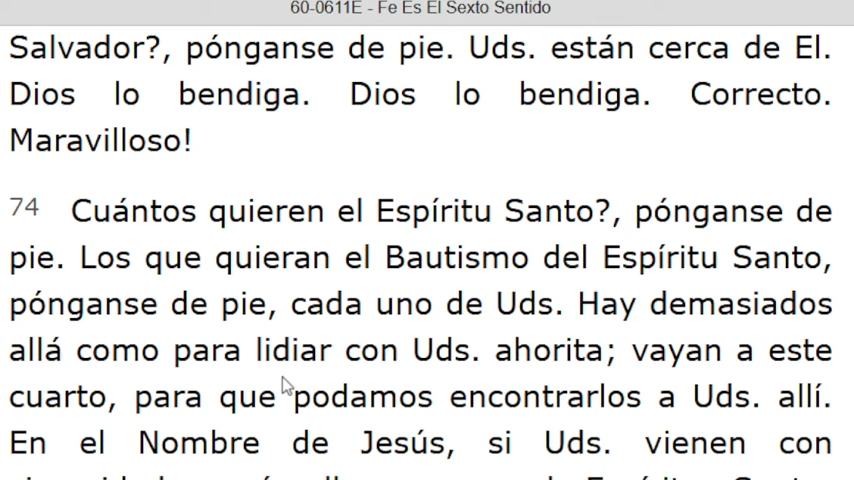 60-0611E - Fe Es El Sexto Sentido
Salvador?, pónganse de pie. Uds. están cerca de El.
Dios lo bendiga. Dios lo bendiga. Correcto.
Maravilloso!
74 Cuántos quieren el Espíritu Santo?, pónganse de
pie. Los que quieran el Bautismo del Espíritu Santo,
pónganse de pie, cada uno de Uds. Hay demasiados
allá como para lidiar con Uds. ahorita; vayan a este
cuarto, para que podamos encontrarlos a Uds. allí.
En el Nombre de Jesús, si Uds. vienen con